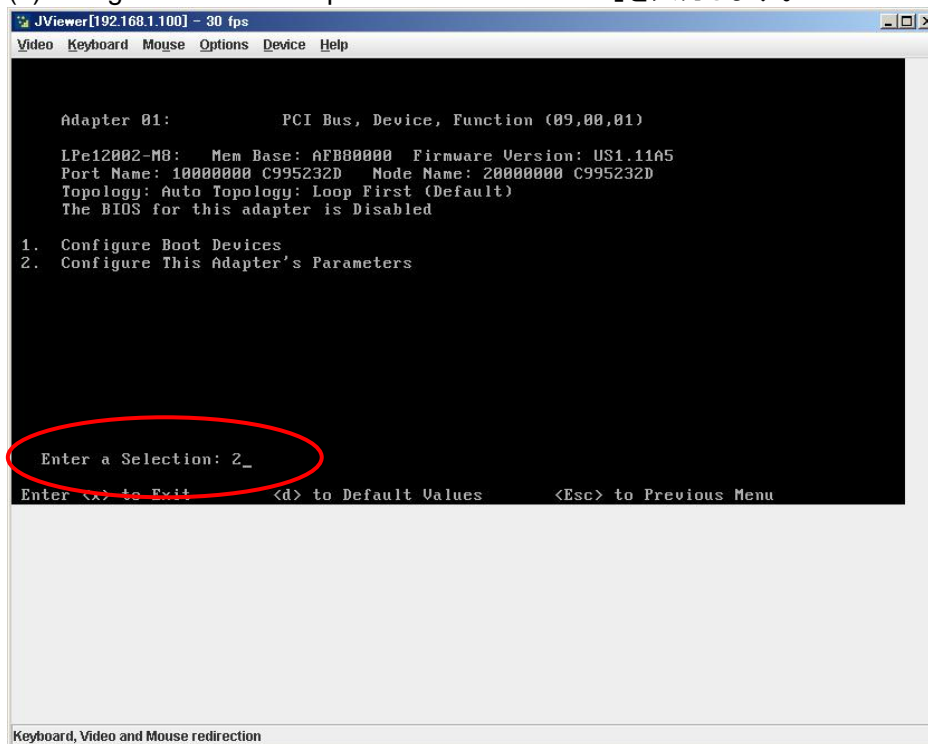 JViewer[192.168.1.100] - 30 fps
Video Keyboard Mouse Options Device Help
Adapter 01: PCI Bus, Device, Function (09,00,01)
LPe12002-M8: Mem Base: AFB80000 Firmware Version: US1.11A5
Port Name: 10000000 C995232D Node Name: 20000000 C995232D
Topology: Auto Topology: Loop First (Default)
The BIOS for this adapter is Disabled
1. Configure Boot Devices
2. Configure This Adapter's Parameters
Enter a Selection: 2_
Enter <x> to Exit <d> to Default Values <Esc> to Previous Menu
Keyboard, Video and Mouse redirection